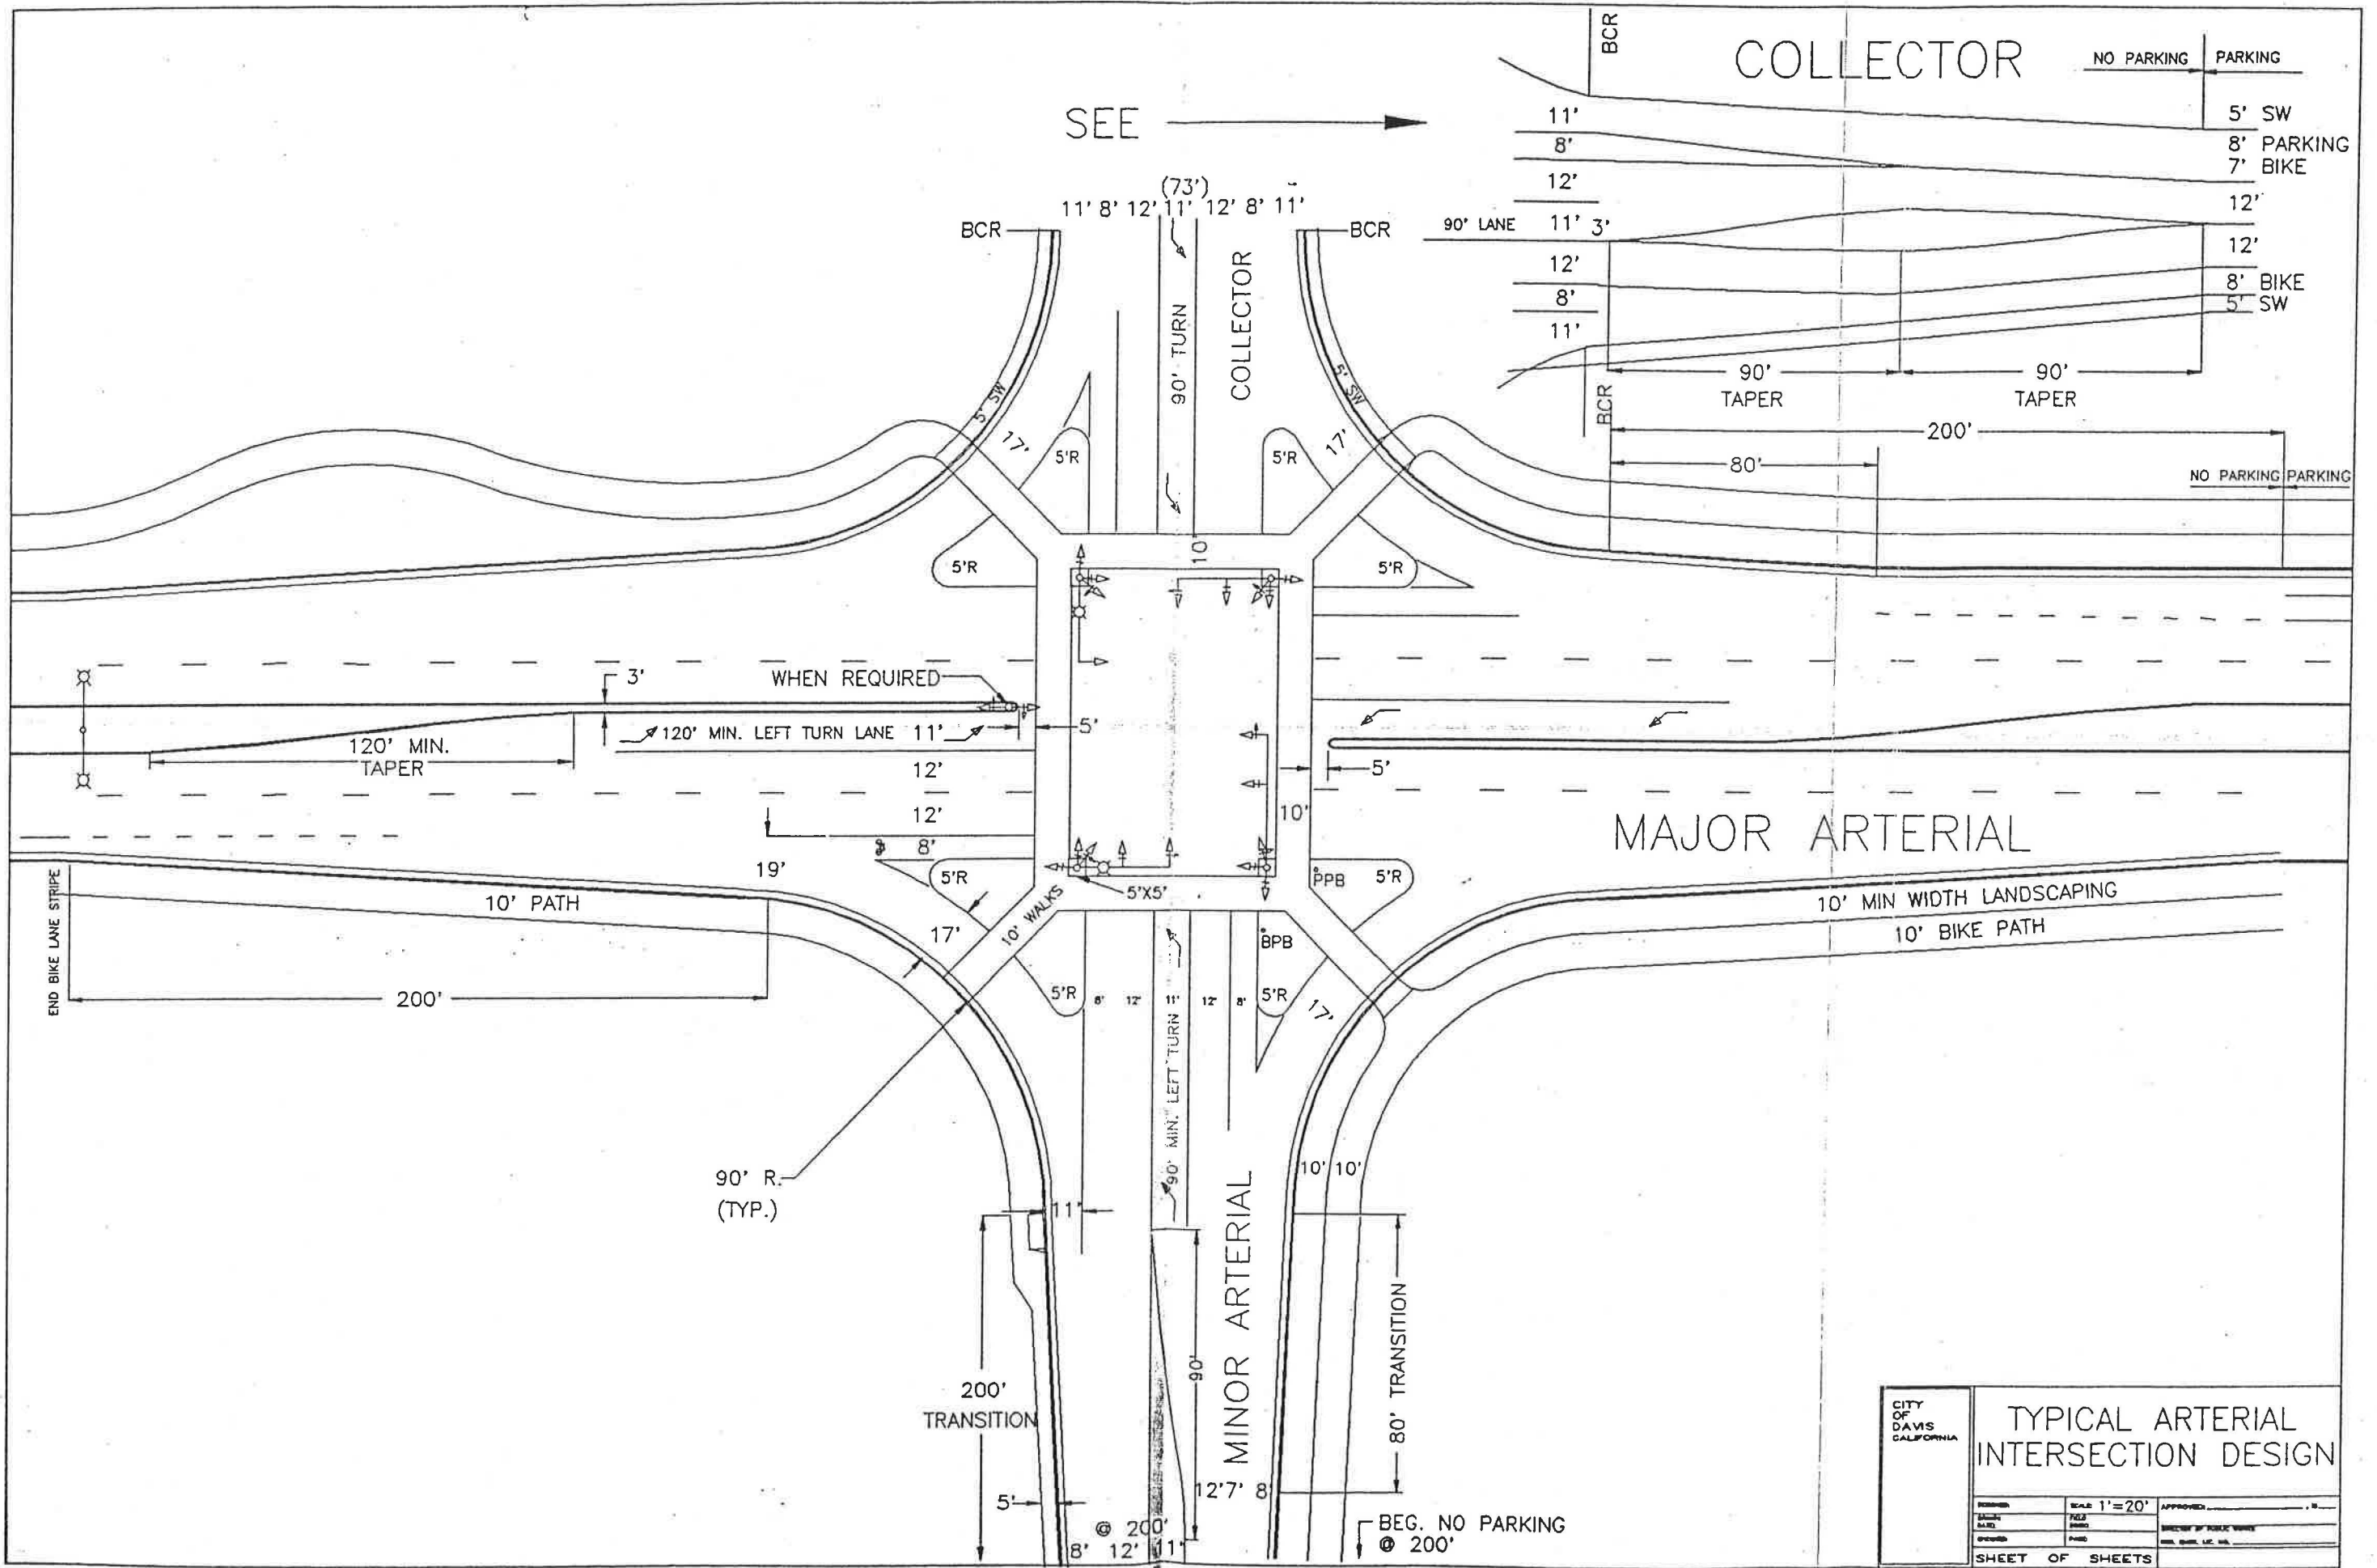 BCR
COLLECTOR
NO PARKING
PARKING
SEE
11'
8'
12'
90' LANE 11' 3'
12'
8'
11'
5' SW
8' PARKING
7' BIKE
12'
12'
8' BIKE
5' SW
90'
TAPER
90'
TAPER
BCR
200'
80'
NO PARKING
PARKING
(73')
11' 8' 12' 11' 12' 8' 11'
BCR
BCR
90' TURN
COLLECTOR
5' SW
5' SW
17'
5'R
5'R
17'
5'R
10'
5'R
3'
WHEN REQUIRED
120' MIN. LEFT TURN LANE 11'
5'
120' MIN.
TAPER
12'
12'
8'
5'
10'
MAJOR ARTERIAL
19'
5'R
5'X5'
PPB
5'R
END BIKE LANE STRIPE
10' PATH
10' MIN WIDTH LANDSCAPING
10' BIKE PATH
17'
10' WALKS
BPB
200'
5'R
8' 12' 11' 12' 8'
5'R
17'
90' MIN. LEFT TURN
90' R.
(TYP.)
11'
10' 10'
MINOR ARTERIAL
200'
TRANSITION
90'
80' TRANSITION
5'
12' 7' 8'
@ 200'
8' 12' 11'
BEG. NO PARKING
@ 200'
CITY
OF
DAVIS
CALIFORNIA
TYPICAL ARTERIAL
INTERSECTION DESIGN
SCALE 1'=20'
APPROVED
SHEET OF SHEETS